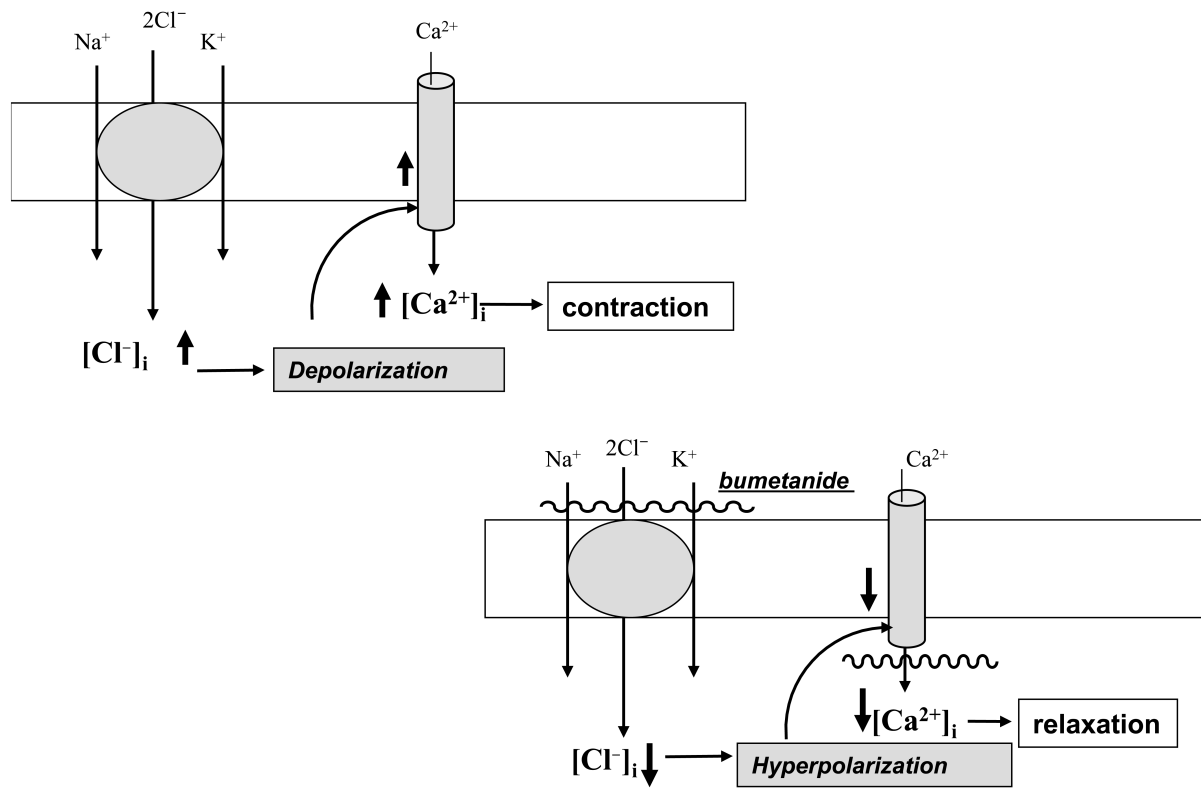 2Cl⁻
Na⁺ K⁺ Ca²⁺
[Ca²⁺]ᵢ contraction
[Cl⁻]ᵢ Depolarization
Na⁺ 2Cl⁻ K⁺ Ca²⁺
bumetanide
[Ca²⁺]ᵢ relaxation
[Cl⁻]ᵢ Hyperpolarization